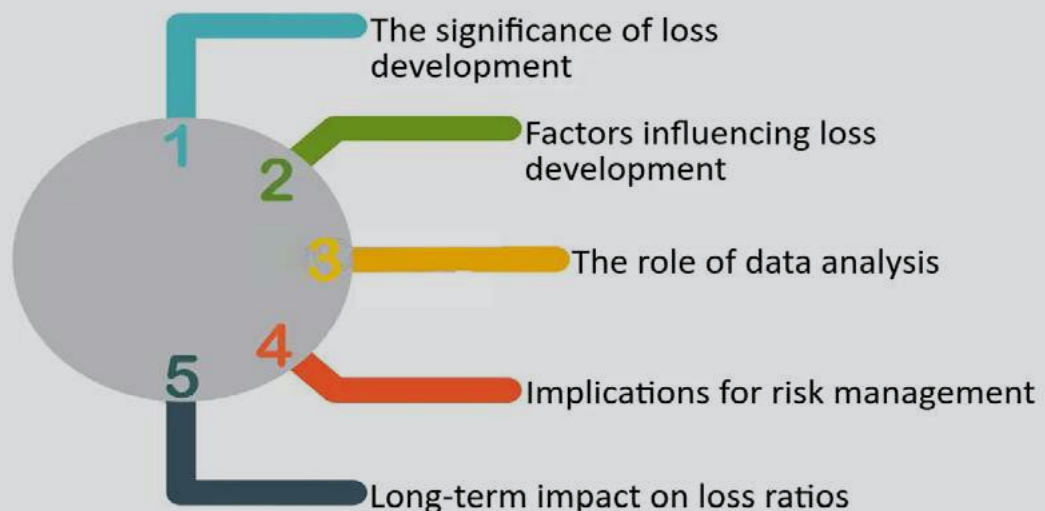 1
The significance of loss
development
2
Factors influencing loss
development
3
The role of data analysis
4
Implications for risk management
5
Long-term impact on loss ratios